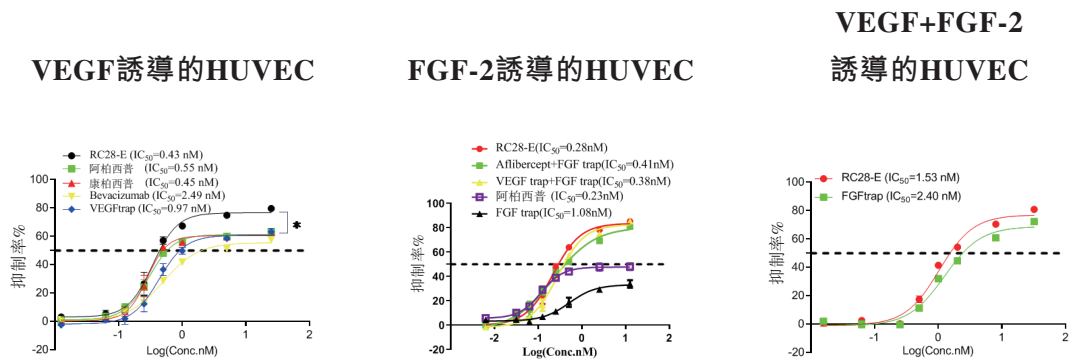 VEGF誘導的HUVEC
FGF-2誘導的HUVEC
VEGF+FGF-2
誘導的HUVEC
RC28-E (IC50=0.43 nM)
阿柏西普 (IC50=0.55 nM)
康柏西普 (IC50=0.45 nM)
Bevacizumab (IC50=2.49 nM)
VEGFtrap (IC50=0.97 nM)
*
抑制率%
100
80
60
40
20
0
-20
-1
0
1
2
Log(Conc.nM)
RC28-E(IC50=0.28nM)
Aflibercept+FGF trap(IC50=0.41nM)
VEGF trap+FGF trap(IC50=0.38nM)
阿柏西普(IC50=0.23nM)
FGF trap(IC50=1.08nM)
抑制率%
100
80
60
40
20
0
-20
-3
-2
-1
0
1
2
Log(Conc.nM)
RC28-E (IC50=1.53 nM)
FGFtrap (IC50=2.40 nM)
抑制率%
100
80
60
40
20
0
-20
-1
0
1
2
Log(Conc.nM)